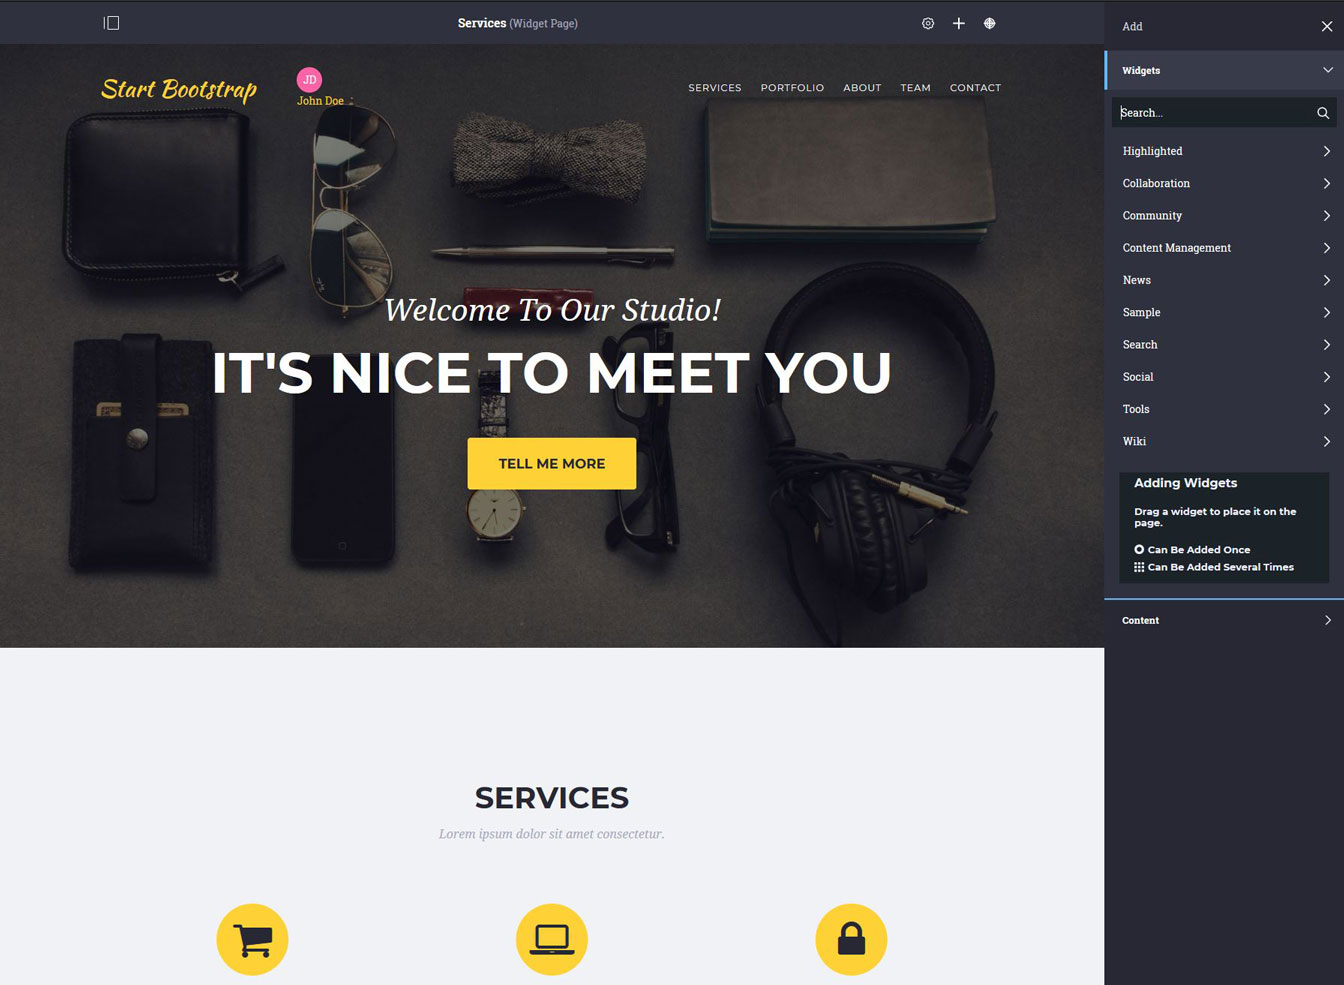 Services (Widget Page)
Start Bootstrap
JD
John Doe
SERVICES PORTFOLIO ABOUT TEAM CONTACT
Welcome To Our Studio!
IT'S NICE TO MEET YOU
TELL ME MORE
SERVICES
Lorem ipsum dolor sit amet consectetur.
Add
Widgets
Search...
Highlighted
Collaboration
Community
Content Management
News
Sample
Search
Social
Tools
Wiki
Adding Widgets
Drag a widget to place it on the
page.
Can Be Added Once
Can Be Added Several Times
Content